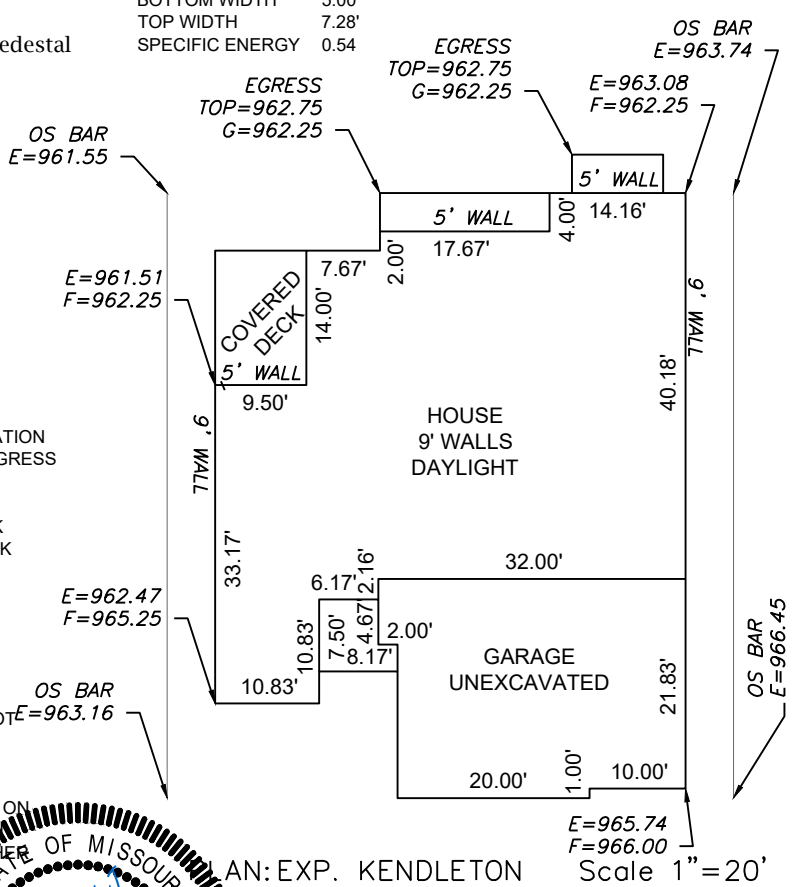 BOTTOM WIDTH 5.00'
TOP WIDTH 7.28'
SPECIFIC ENERGY 0.54
edestal
OS BAR
E=963.74
EGRESS
TOP=962.75
G=962.25
E=963.08
F=962.25
EGRESS
TOP=962.75
G=962.25
OS BAR
E=961.55
5' WALL
14.16'
5' WALL
4.00'
17.67'
2.00'
7.67'
E=961.51
F=962.25
COVERED
DECK
14.00'
5' WALL
9.50'
9' WALL
9' WALL
40.18'
HOUSE
9' WALLS
DAYLIGHT
ATION
GRESS
K
K
33.17'
32.00'
6.17'
2.16'
E=962.47
F=965.25
10.83'
7.50'
4.67'
2.00'
8.17'
GARAGE
UNEXCAVATED
21.83'
OS BAR
E=966.45
10.83'
OS BAR
OT
E=963.16
20.00'
1.00'
10.00'
ON
HER
E=965.74
F=966.00
TE OF MISSOUR
LAN: EXP. KENDLETON Scale 1"=20'